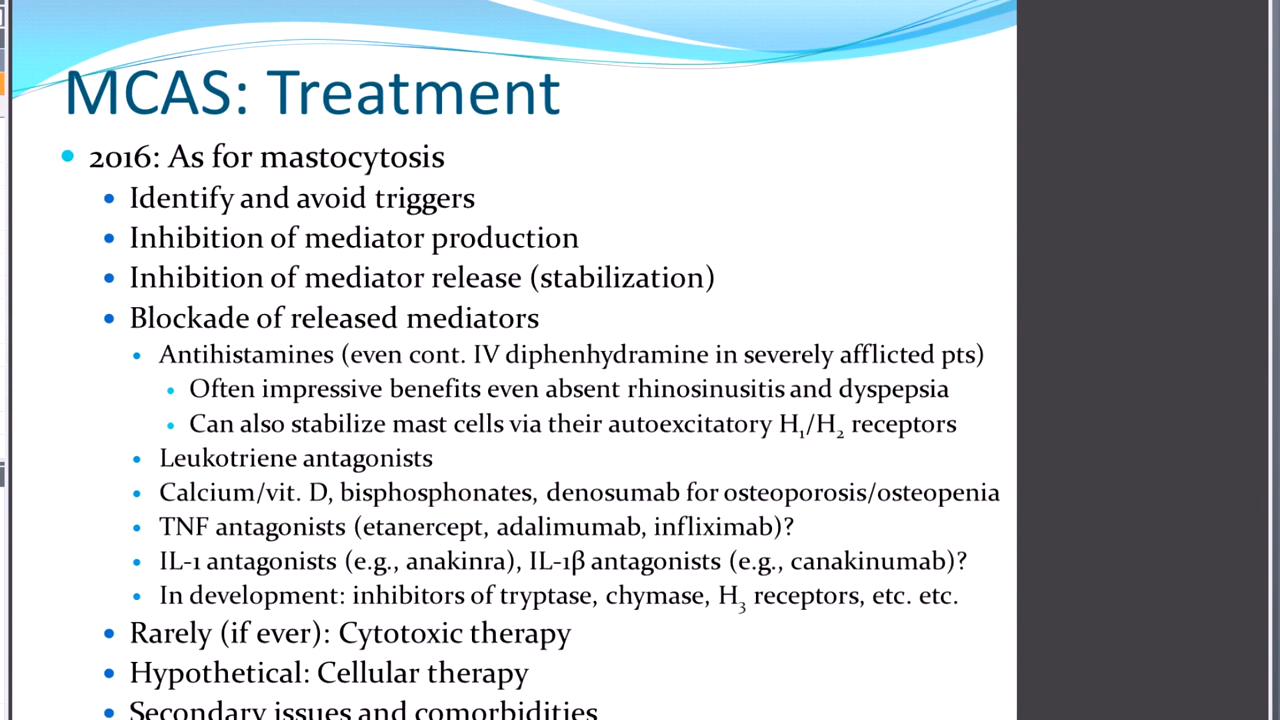 MCAS: Treatment
2016: As for mastocytosis
Identify and avoid triggers
Inhibition of mediator production
Inhibition of mediator release (stabilization)
Blockade of released mediators
Antihistamines (even cont. IV diphenhydramine in severely afflicted pts)
Often impressive benefits even absent rhinosinusitis and dyspepsia
Can also stabilize mast cells via their autoexcitatory H₁/H₂ receptors
Leukotriene antagonists
Calcium/vit. D, bisphosphonates, denosumab for osteoporosis/osteopenia
TNF antagonists (etanercept, adalimumab, infliximab)?
IL-1 antagonists (e.g., anakinra), IL-1β antagonists (e.g., canakinumab)?
In development: inhibitors of tryptase, chymase, H₃ receptors, etc. etc.
Rarely (if ever): Cytotoxic therapy
Hypothetical: Cellular therapy
Secondary issues and comorbidities